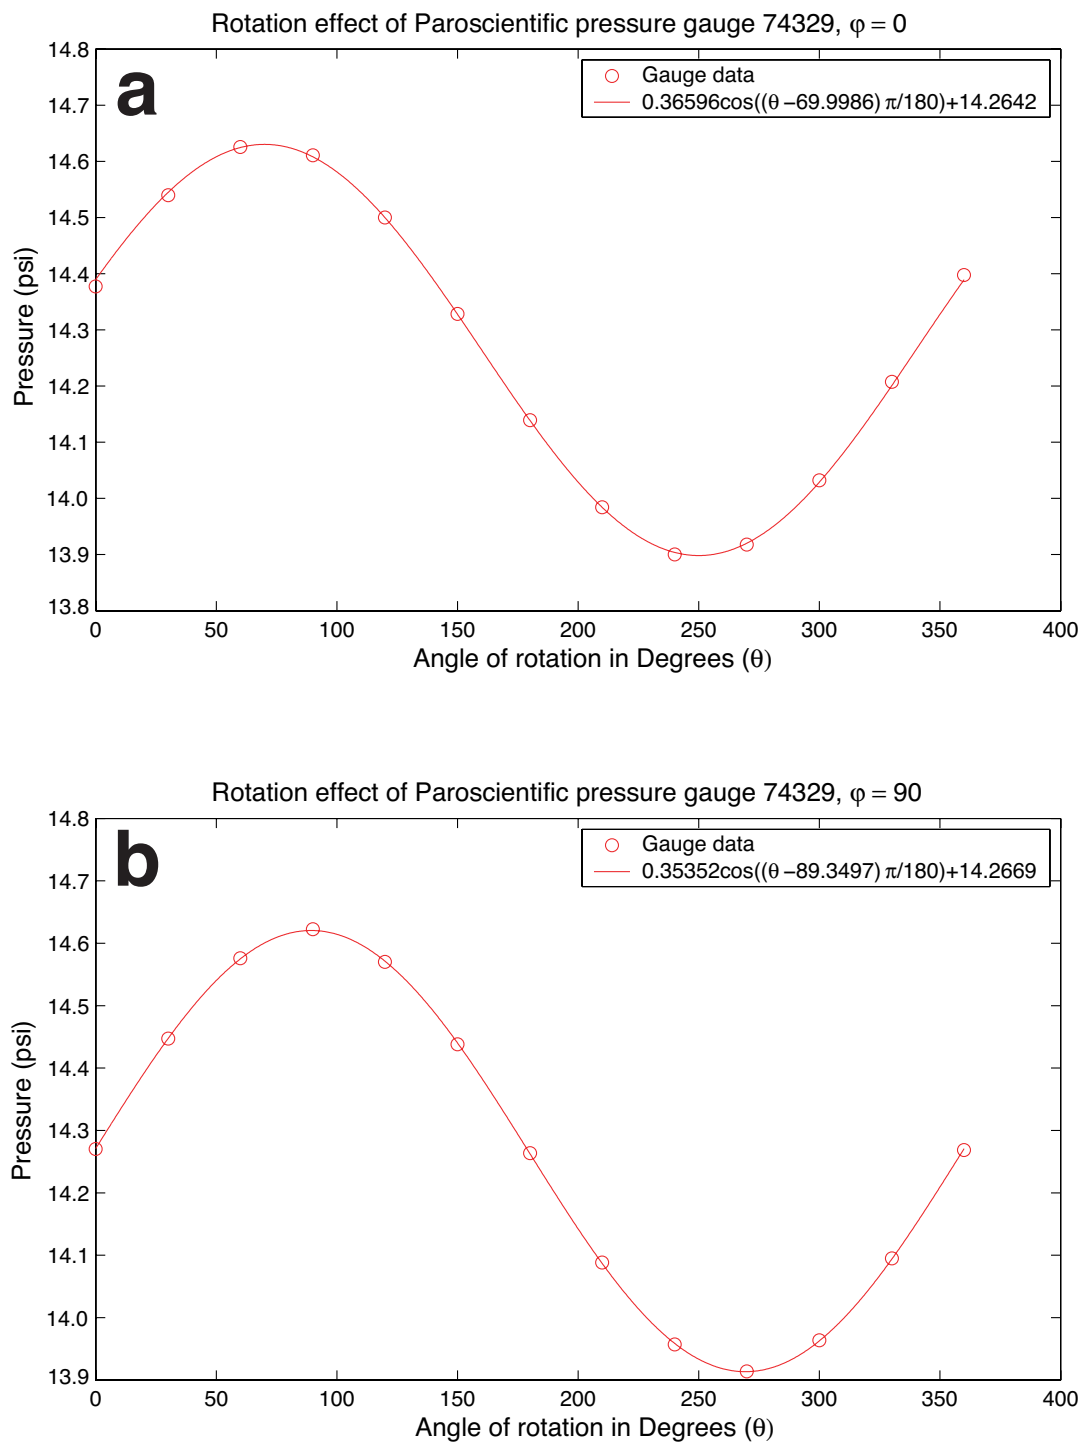 Rotation effect of Paroscientific pressure gauge 74329, φ = 0
a
Gauge data
0.36596cos((θ −69.9986) π/180)+14.2642
14.8
14.7
14.6
14.5
14.4
14.3
14.2
14.1
14.0
13.9
13.8
Pressure (psi)
0 50 100 150 200 250 300 350 400
Angle of rotation in Degrees (θ)
Rotation effect of Paroscientific pressure gauge 74329, φ = 90
b
Gauge data
0.35352cos((θ −89.3497) π/180)+14.2669
14.8
14.7
14.6
14.5
14.4
14.3
14.2
14.1
14.0
13.9
Pressure (psi)
0 50 100 150 200 250 300 350 400
Angle of rotation in Degrees (θ)